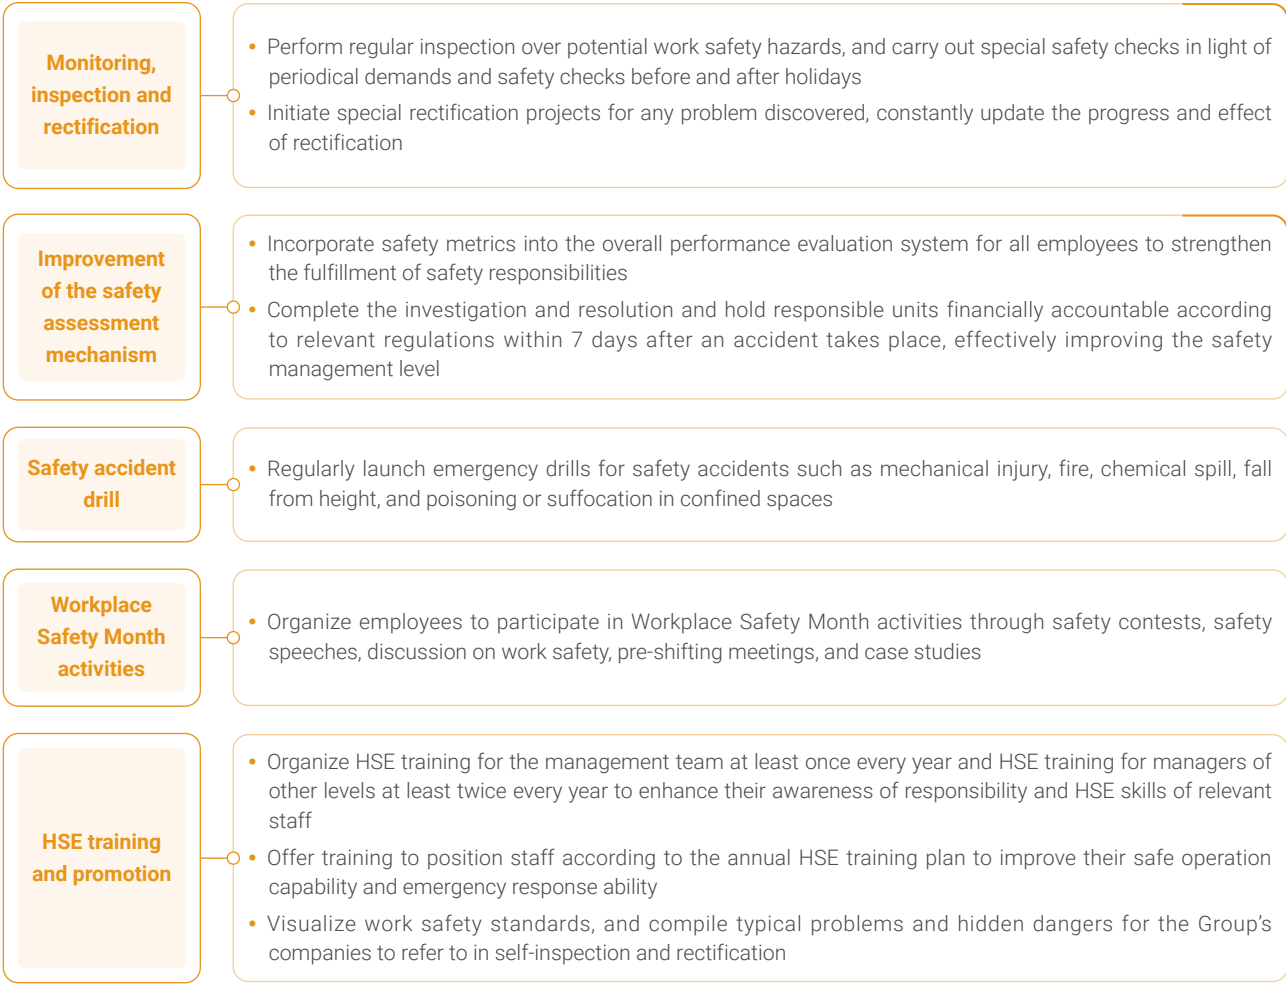 Monitoring,
inspection and
rectification
• Perform regular inspection over potential work safety hazards, and carry out special safety checks in light of
periodical demands and safety checks before and after holidays
• Initiate special rectification projects for any problem discovered, constantly update the progress and effect
of rectification
Improvement
of the safety
assessment
mechanism
• Incorporate safety metrics into the overall performance evaluation system for all employees to strengthen
the fulfillment of safety responsibilities
• Complete the investigation and resolution and hold responsible units financially accountable according
to relevant regulations within 7 days after an accident takes place, effectively improving the safety
management level
Safety accident
drill
• Regularly launch emergency drills for safety accidents such as mechanical injury, fire, chemical spill, fall
from height, and poisoning or suffocation in confined spaces
Workplace
Safety Month
activities
• Organize employees to participate in Workplace Safety Month activities through safety contests, safety
speeches, discussion on work safety, pre-shifting meetings, and case studies
HSE training
and promotion
• Organize HSE training for the management team at least once every year and HSE training for managers of
other levels at least twice every year to enhance their awareness of responsibility and HSE skills of relevant
staff
• Offer training to position staff according to the annual HSE training plan to improve their safe operation
capability and emergency response ability
• Visualize work safety standards, and compile typical problems and hidden dangers for the Group's
companies to refer to in self-inspection and rectification